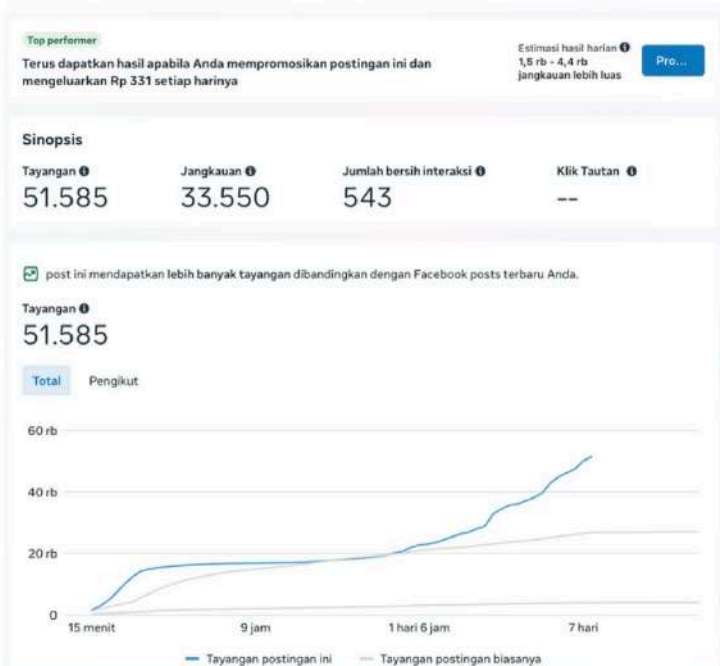 Top performer
Terus dapatkan hasil apabila Anda mempromosikan postingan ini dan
mengeluarkan Rp 331 setiap harinya
Estimasi hasil harian
1,5 rb - 4,4 rb
jangkauan lebih luas
Pro...
Sinopsis
Tayangan Jangkauan Jumlah bersih interaksi Klik Tautan
51.585 33.550 543 --
post ini mendapatkan lebih banyak tayangan dibandingkan dengan Facebook posts terbaru Anda.
Tayangan
51.585
Total Pengikut
60 rb
40 rb
20 rb
0
15 menit 9 jam 1 hari 6 jam 7 hari
Tayangan postingan ini Tayangan postingan biasanya